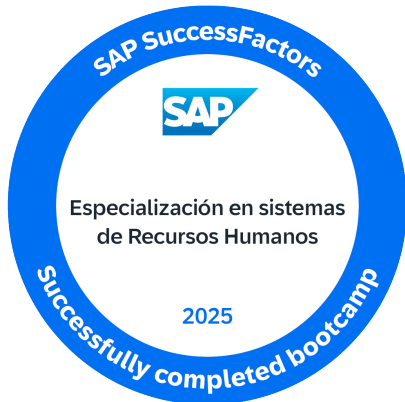 SAP SuccessFactors
SAP
Especialización en sistemas
de Recursos Humanos
2025
Successfully completed bootcamp